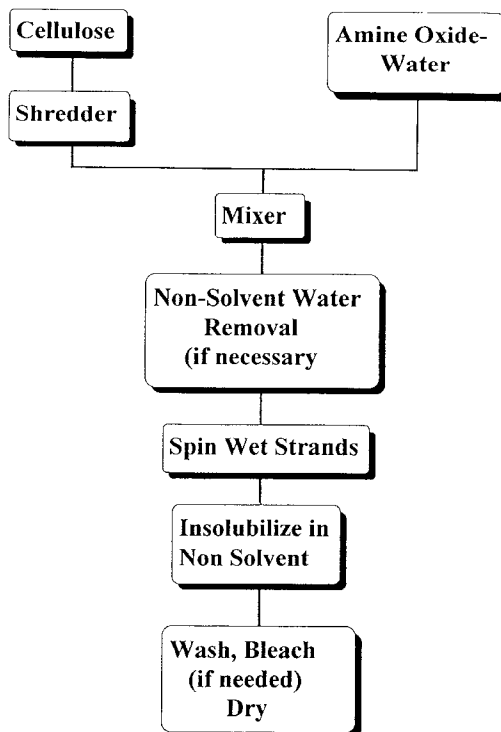 Cellulose
Amine Oxide-
Water
Shredder
Mixer
Non-Solvent Water
Removal
(if necessary
Spin Wet Strands
Insolubilize in
Non Solvent
Wash, Bleach
(if needed)
Dry